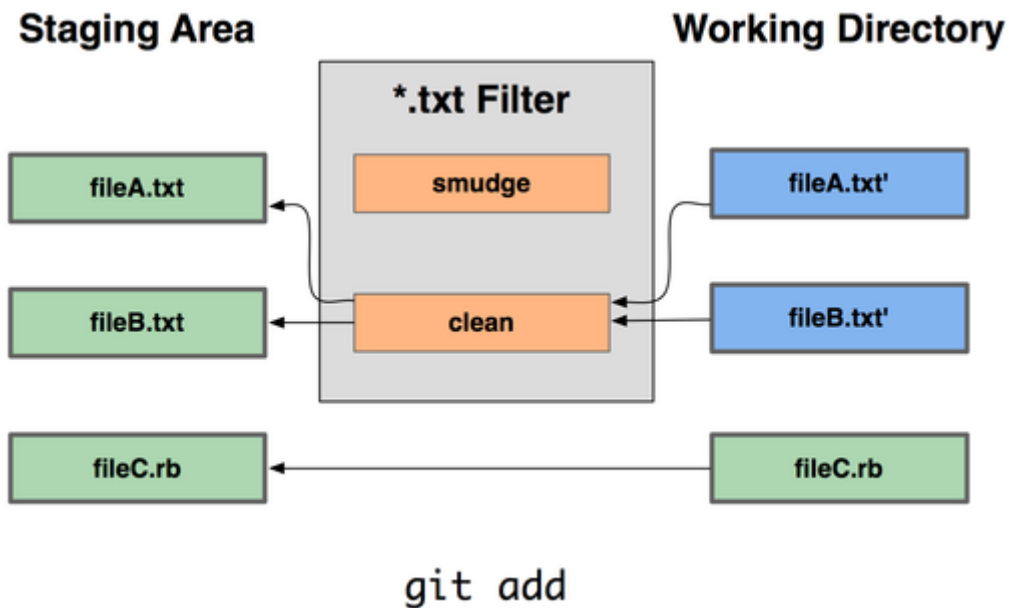 Staging Area
Working Directory
*.txt Filter
fileA.txt
smudge
fileA.txt'
fileB.txt
clean
fileB.txt'
fileC.rb
fileC.rb
git add